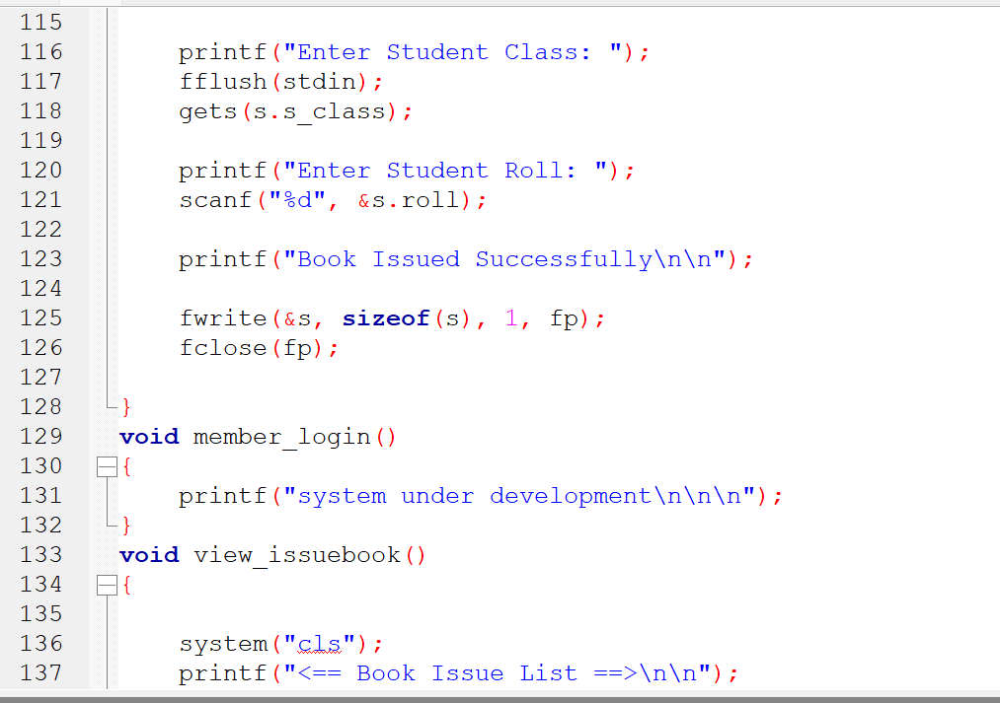 115
116 printf("Enter Student Class: ");
117 fflush(stdin);
118 gets(s.s_class);
119
120 printf("Enter Student Roll: ");
121 scanf("%d", &s.roll);
122
123 printf("Book Issued Successfully\n\n");
124
125 fwrite(&s, sizeof(s), 1, fp);
126 fclose(fp);
127
128 }
129 void member_login()
130 {
131 printf("system under development\n\n\n");
132 }
133 void view_issuebook()
134 {
135
136 system("cls");
137 printf("<== Book Issue List ==>\n\n");